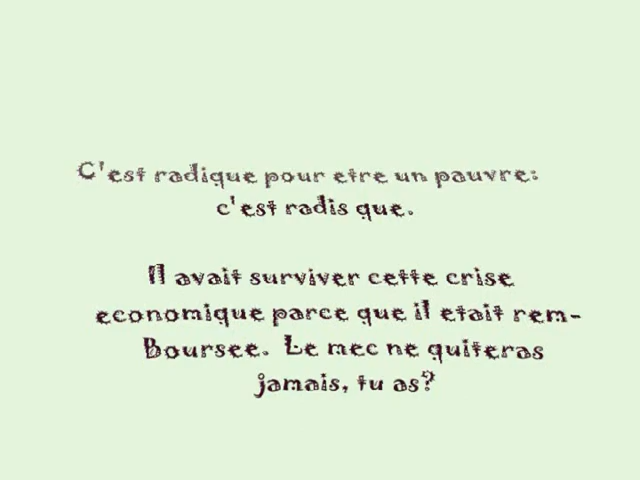 C'est radique pour etre un pauvre:
c'est radis que.
Il avait surviver cette crise
economique parce que il etait rem-
Boursee. Le mec ne quiteras
jamais, tu as?